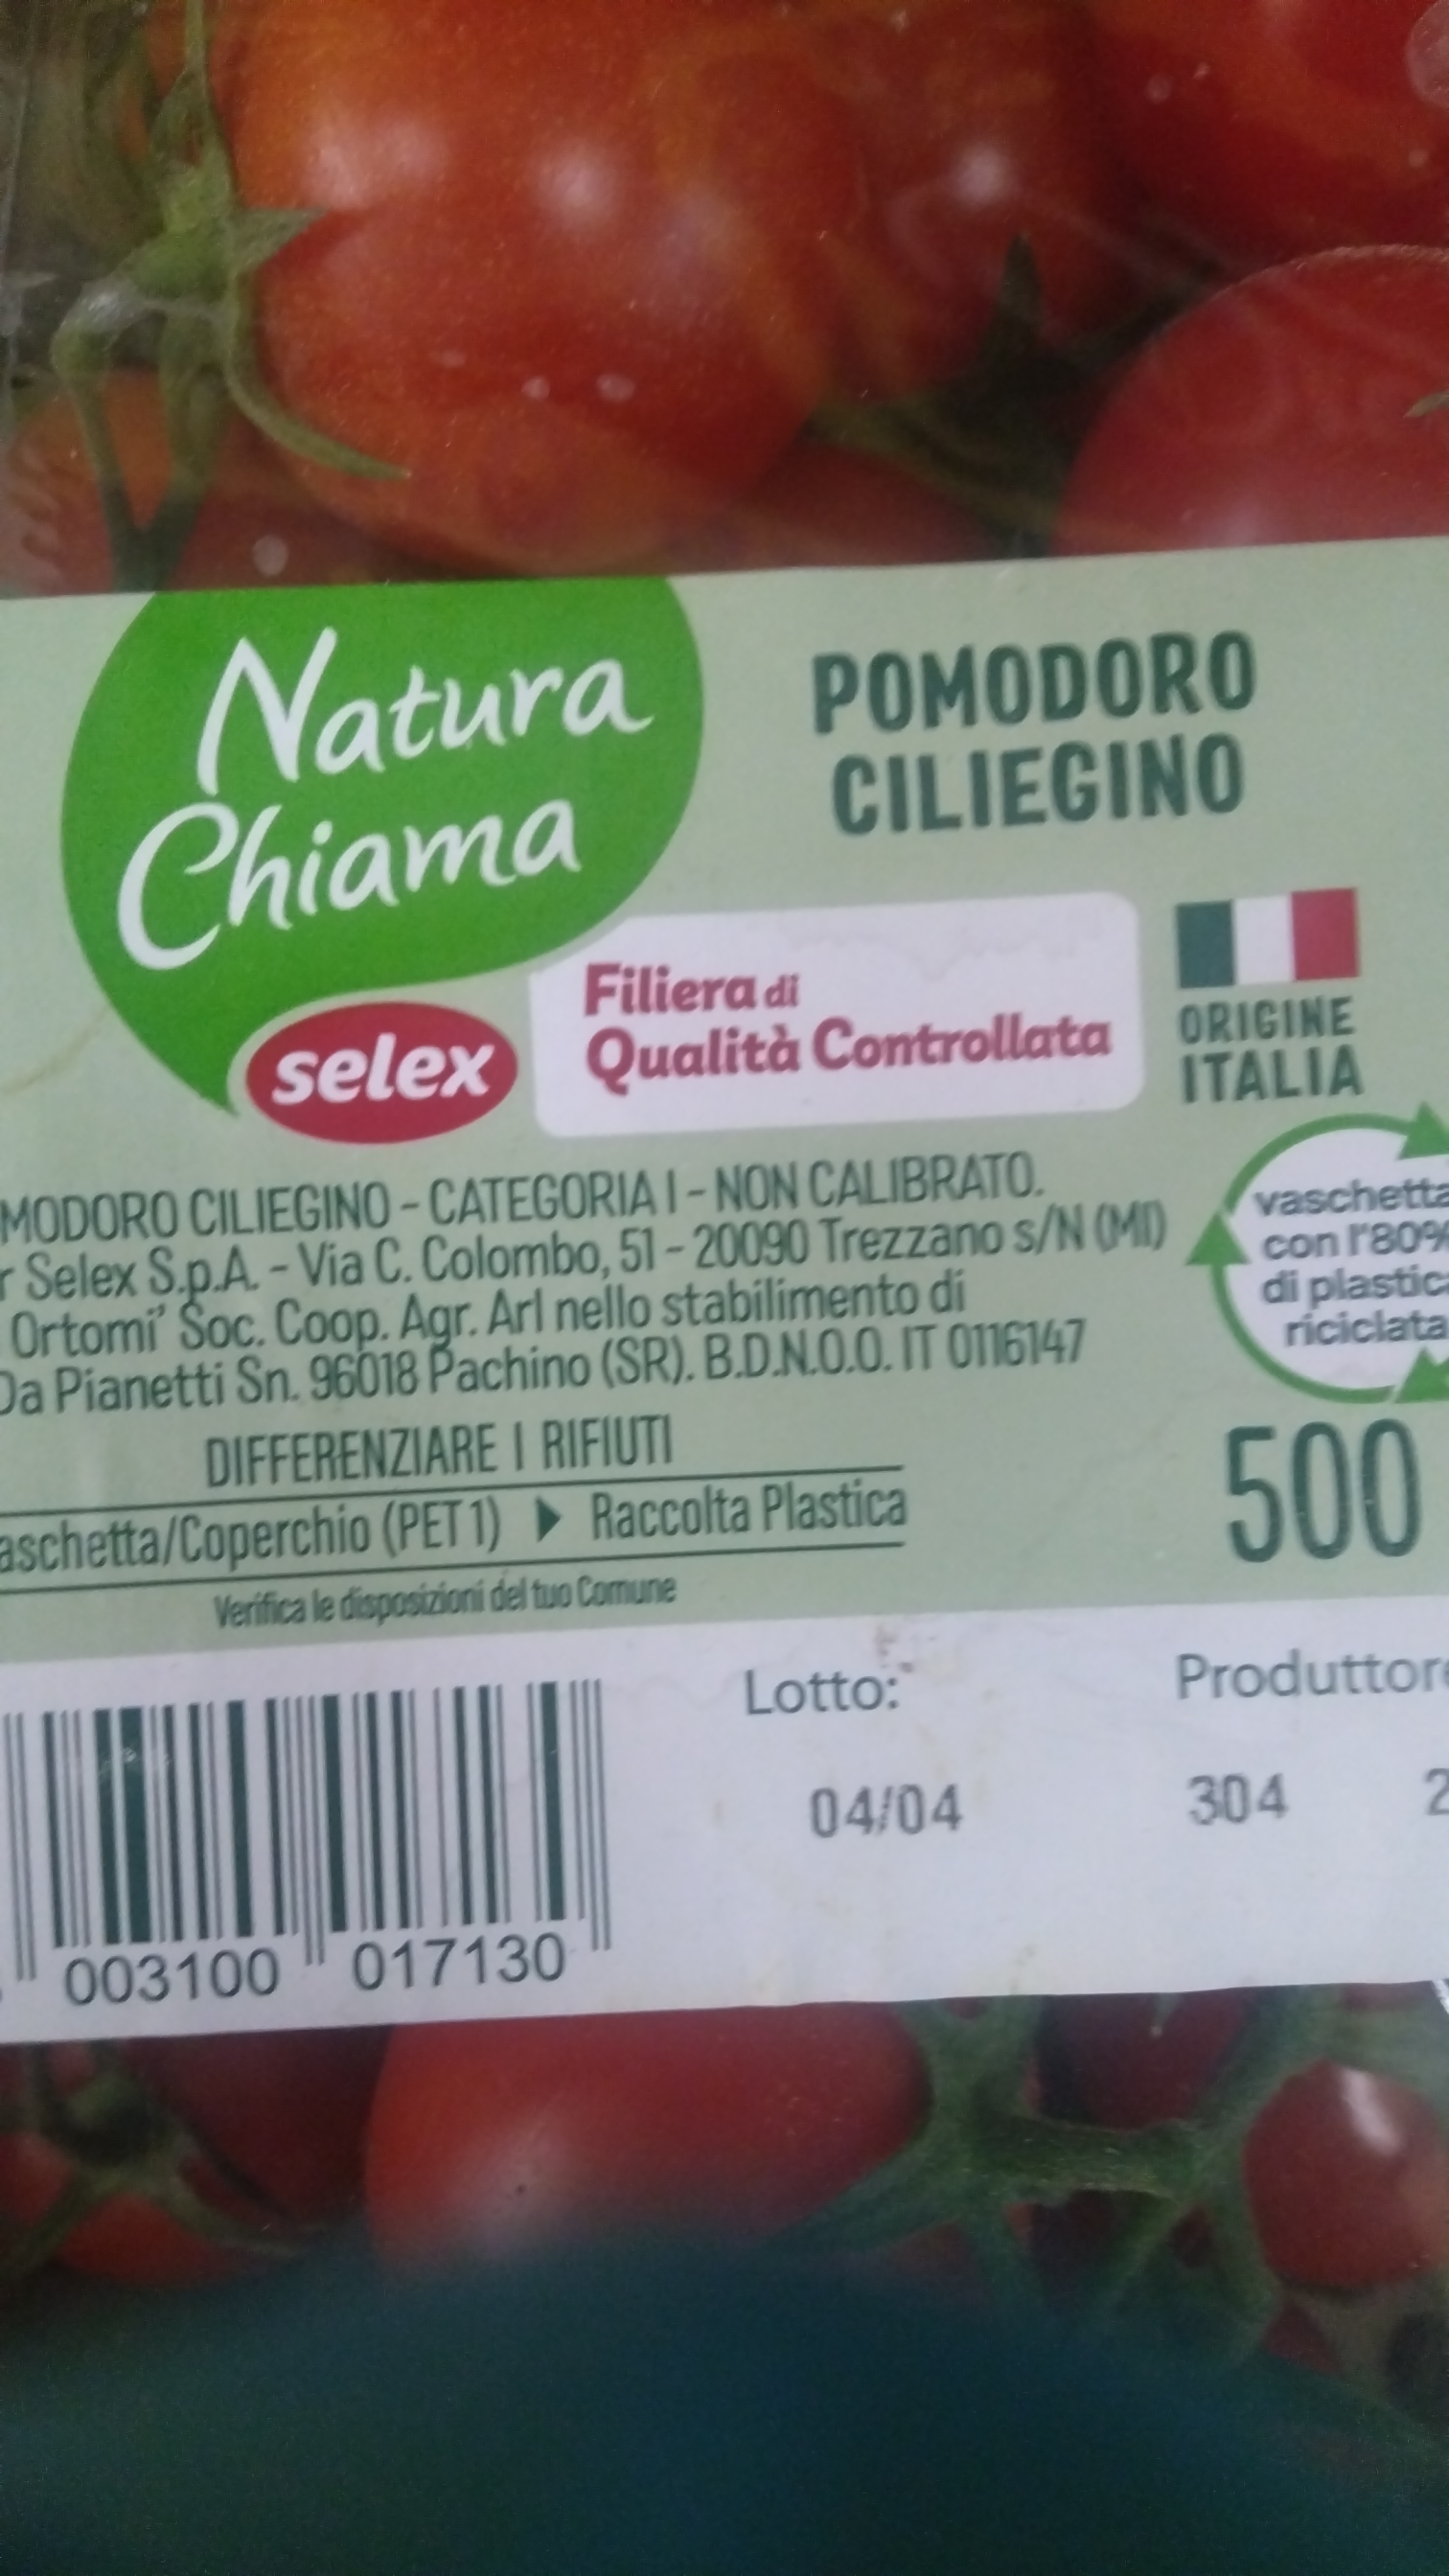 Natura
Chiama
selex
POMODORO
CILIEGINO
Filiera di
Qualità Controllata
ORIGINE
ITALIA
MODORO CILIEGINO - CATEGORIA I - NON CALIBRATO.
r Selex S.p.A. - Via C. Colombo, 51 - 20090 Trezzano s/N (MI)
Ortomi' Soc. Coop. Agr. Arl nello stabilimento di
Da Pianetti Sn. 96018 Pachino (SR). B.D.N.O.O. IT 0116147
vaschetta
con l'80%
di plastic
riciclata
DIFFERENZIARE I RIFIUTI
aschetta/Coperchio (PET 1) Raccolta Plastica
Verifica le disposizioni del tuo Comune
500
Lotto: Produttor
04/04 304 2
003100 017130